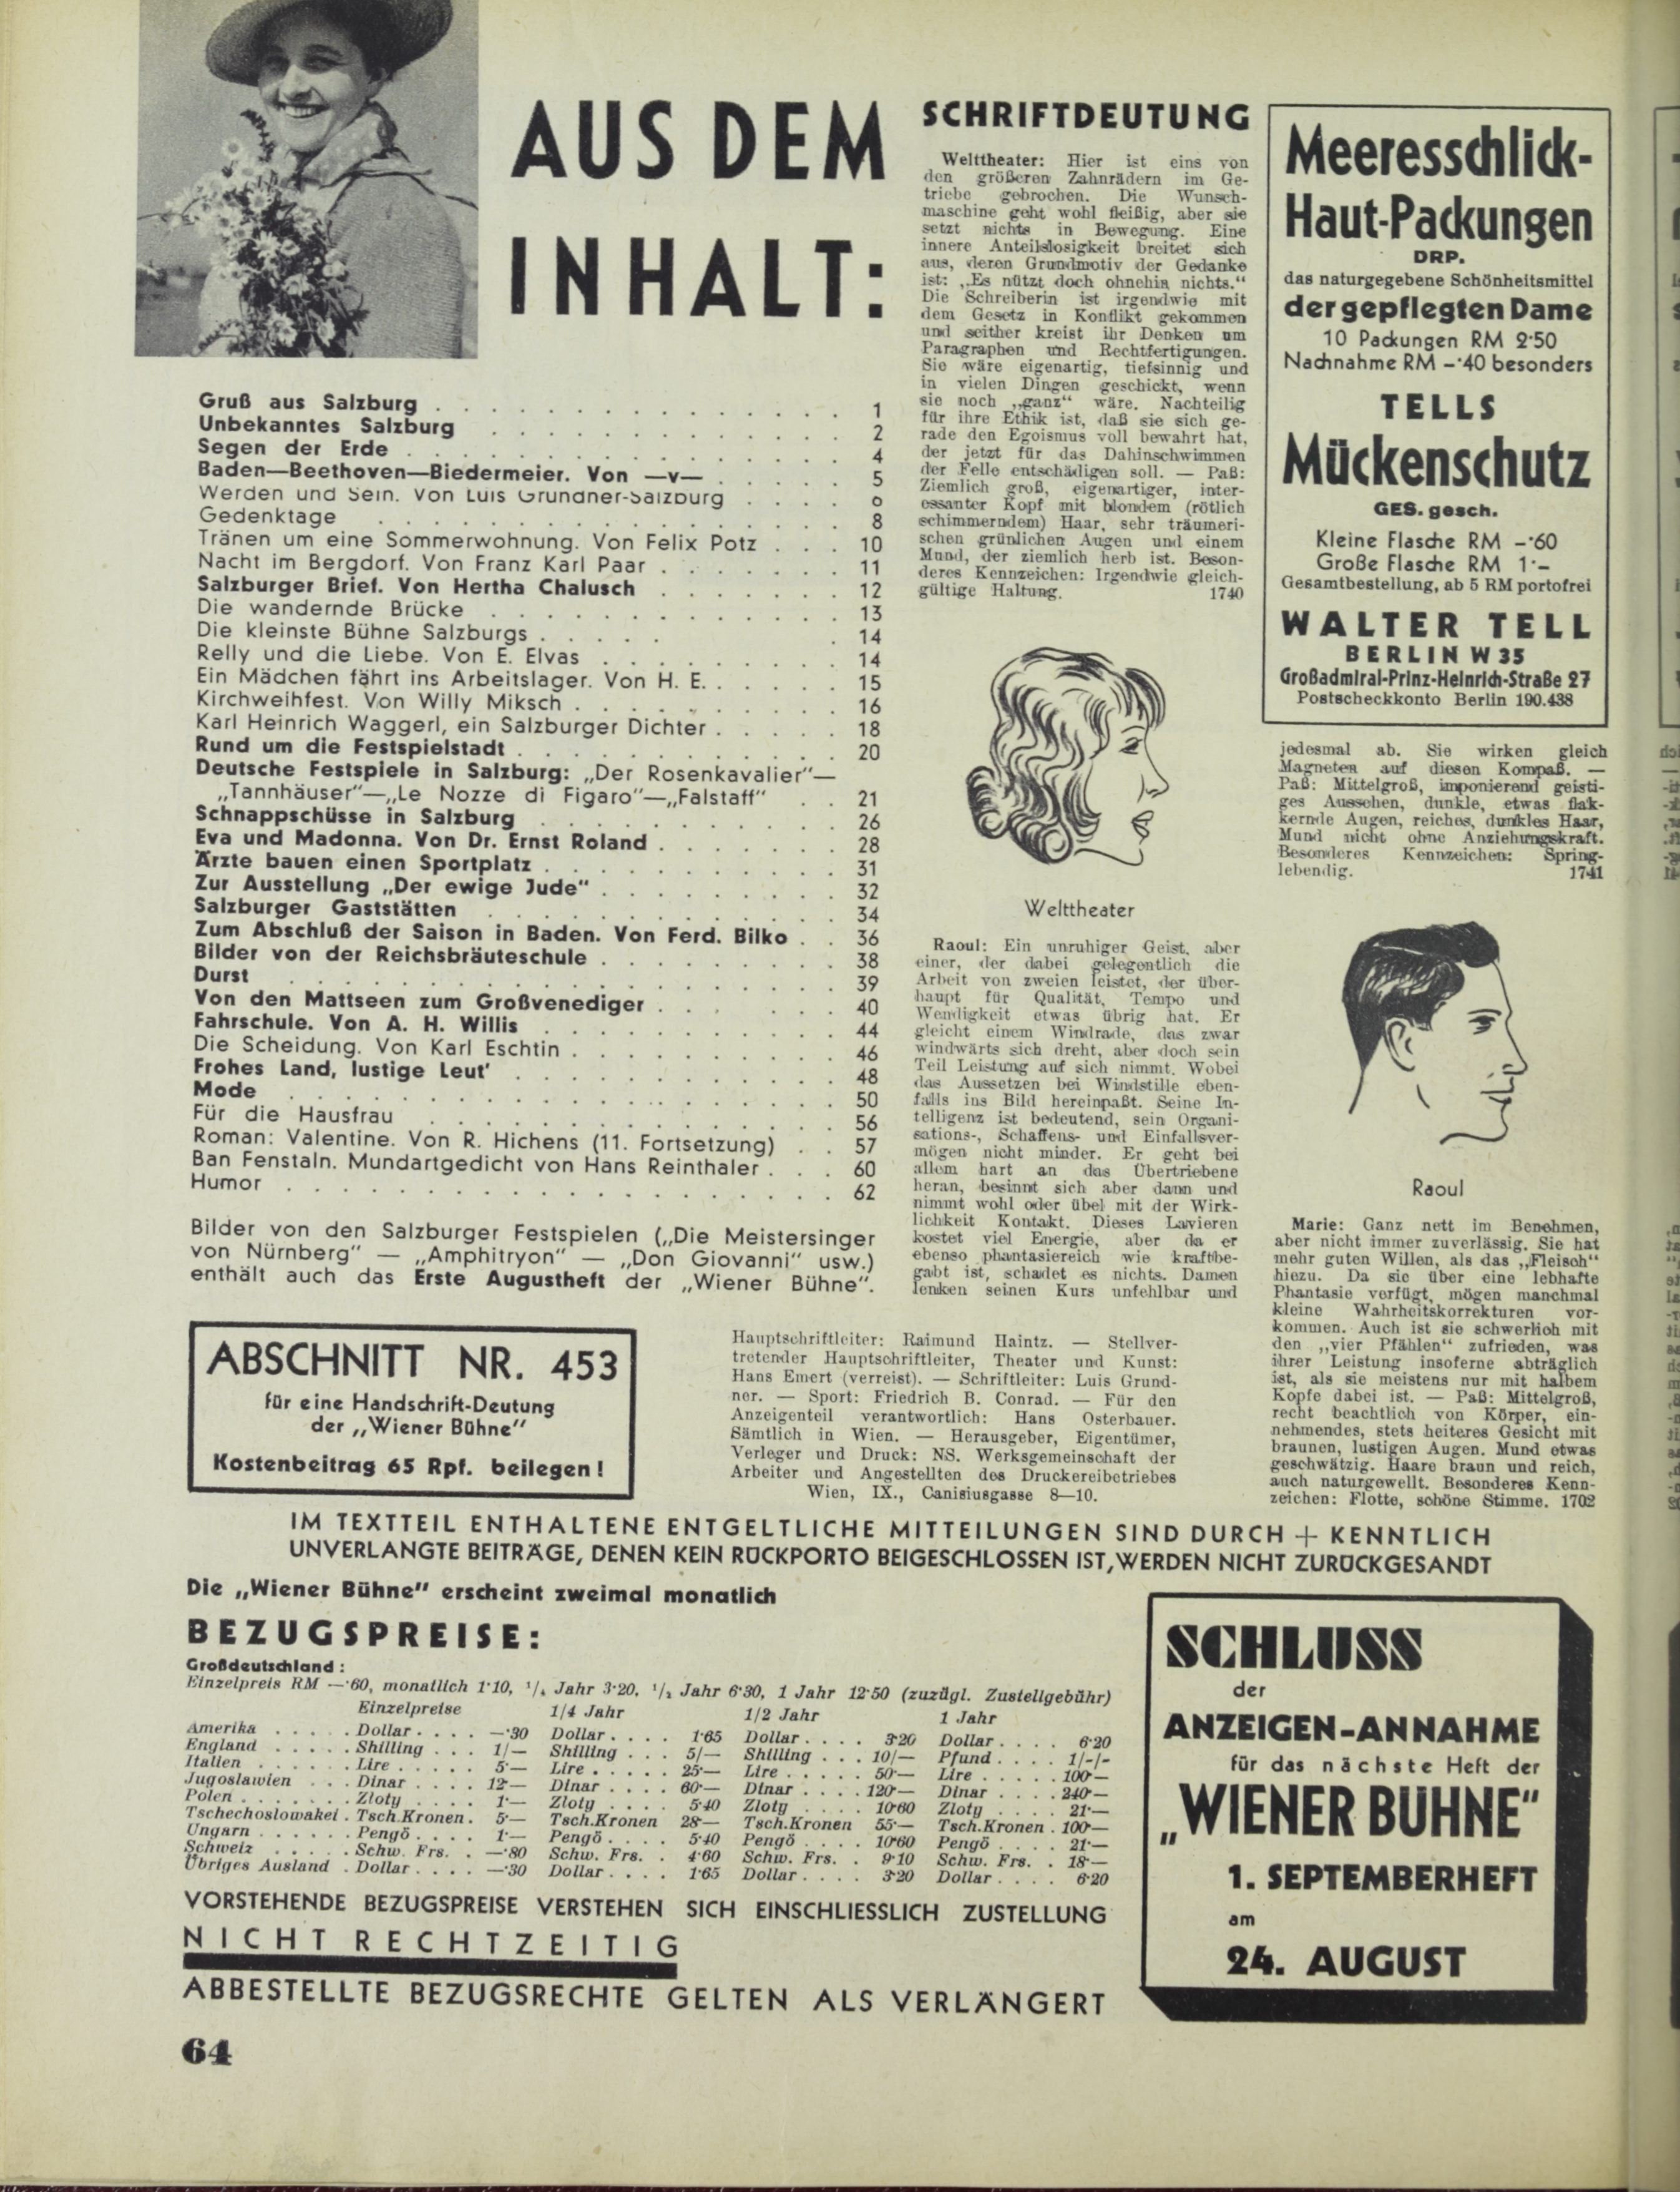 AUS DEM
INHALT:
Gruß aus Salzburg . . . . . . . . . . . . . . . 1
Unbekanntes Salzburg . . . . . . . . . . . . . 2
Segen der Erde . . . . . . . . . . . . . . . . 4
Baden—Beethoven—Biedermeier. Von —v— . . . . . 5
Werden und Sein. Von Luis Grundner-Salzburg . . . .
Gedenktage . . . . . . . . . . . . . . . . . 8
Tränen um eine Sommerwohnung. Von Felix Potz . . . 10
Nacht im Bergdorf. Von Franz Karl Paar . . . . . . . 11
Salzburger Brief. Von Hertha Chalusch . . . . . . . 12
Die wandernde Brücke . . . . . . . . . . . . . . 13
Die kleinste Bühne Salzburgs . . . . . . 14
Relly und die Liebe. Von E. Elvas . . . . . . . . . 14
Ein Mädchen fährt ins Arbeitslager. Von H. E. . . . . . 15
Kirchweihfest. Von Willy Miksch . . . . . . . . . . 16
Karl Heinrich Waggerl, ein Salzburger Dichter . . . . . 18
Rund um die Festspielstadt . . . . . . . . . . . . 20
Deutsche Festspiele in Salzburg: „Der Rosenkavalier"—
„Tannhäuser"—„Le Nozze di Figaro"—„Falstaff" . . 21
Schnappschüsse in Salzburg . . . . . . . . . . . . 26
Eva und Madonna. Von Dr. Ernst Roland . . . . . . . 28
Ärzte bauen einen Sportplatz . . . . . . . . . . . 31
Zur Ausstellung „Der ewige Jude" . . . . . . . . . 32
Salzburger Gaststätten . . . . . . . . . . . . . 34
Zum Abschluß der Saison in Baden. Von Ferd. Bilko . . 36
Bilder von der Reichsbräuteschule . . . . . . . . . 38
Durst . . . . . . . . . . . . . . . . . . . . 39
Von den Mattseen zum Großvenediger . . . . . . . 40
Fahrschule. Von A. H. Willis . . . . . . . . . . . 44
Die Scheidung. Von Karl Eschtin . . . . . . . . . . 46
Frohes Land, lustige Leut' . . . . . . . . . . . . 48
Mode . . . . . . . . . . . . . . . . . . . . 50
Für die Hausfrau . . . . . . . . . . . . . . . 56
Roman: Valentine. Von R. Hichens (11. Fortsetzung) . . 57
Ban Fenstaln. Mundartgedicht von Hans Reinthaler . . . 60
Humor . . . . . . . . . . . . . . . . . . . . 62
Bilder von den Salzburger Festspielen („Die Meistersinger
von Nürnberg" — „Amphitryon" — „Don Giovanni" usw.)
enthält auch das Erste Augustheft der „Wiener Bühne".
SCHRIFTDEUTUNG
Welttheater: Hier ist eins von
den größeren Zahnrädern im Ge-
triebe gebrochen. Die Wunsch-
maschine geht wohl fleißig, aber sie
setzt nichts in Bewegung. Eine
innere Anteilslosigkeit breitet sich
aus, deren Grundmotiv der Gedanke
ist: „Es nützt doch ohnehin nichts."
Die Schreiberin ist irgendwie mit
dem Gesetz in Konflikt gekommen
und seither kreist ihr Denken um
Paragraphen und Rechtfertigungen.
Sie wäre eigenartig, tiefsinnig und
in vielen Dingen geschickt, wenn
sie noch „ganz" wäre. Nachteilig
für ihre Ethik ist, daß sie sich ge-
rade den Egoismus voll bewahrt hat,
der jetzt für das Dahinschwimmen
der Felle entschädigen soll. — Paß:
Ziemlich groß, eigenartiger, inter-
essanter Kopf mit blondem (rötlich
schimmerndem) Haar, sehr träumeri-
schen grünlichen Augen und einem
Mund, der ziemlich herb ist. Beson-
deres Kennzeichen: Irgendwie gleich-
gültige Haltung. 1740
Welttheater
Raoul: Ein unruhiger Geist, aber
einer, der dabei gelegentlich die
Arbeit von zweien leistet, der über-
haupt für Qualität, Tempo und
Wendigkeit etwas übrig hat. Er
gleicht einem Windrade, das zwar
windwärts sich dreht, aber doch sein
Teil Leistung auf sich nimmt. Wobei
das Aussetzen bei Windstille eben-
falls ins Bild hereinpaßt. Seine In-
telligenz ist bedeutend, sein Organi-
sations-, Schaffens- und Einfallsver-
mögen nicht minder. Er geht bei
allem hart an das Übertriebene
heran, besinnt sich aber dann und
nimmt wohl oder übel mit der Wirk-
lichkeit Kontakt. Dieses Lavieren
kostet viel Energie, aber da er
ebenso phantasiereich wie kraftbe-
gabt ist, schadet es nichts. Damen
lenken seinen Kurs unfehlbar und
Meeresschlick-
Haut-Packungen
DRP.
das naturgegebene Schönheitsmittel
der gepflegten Dame
10 Packungen RM 2·50
Nachnahme RM –·40 besonders
TELLS
Mückenschutz
GES. gesch.
Kleine Flasche RM –·60
Große Flasche RM 1·–
Gesamtbestellung, ab 5 RM portofrei
WALTER TELL
BERLIN W 35
Großadmiral-Prinz-Heinrich-Straße 27
Postscheckkonto Berlin 190.438
jedesmal ab. Sie wirken gleich
Magneten auf diesen Kompaß. —
Paß: Mittelgroß, imponierend geisti-
ges Aussehen, dunkle, etwas flak-
kernde Augen, reiches, dunkles Haar,
Mund nicht ohne Anziehungskraft.
Besonderes Kennzeichen: Spring-
lebendig. 1741
Raoul
Marie: Ganz nett im Benehmen,
aber nicht immer zuverlässig. Sie hat
mehr guten Willen, als das „Fleisch"
hiezu. Da sie über eine lebhafte
Phantasie verfügt, mögen manchmal
kleine Wahrheitskorrekturen vor-
kommen. Auch ist sie schwerlich mit
den „vier Pfählen" zufrieden, was
ihrer Leistung insoferne abträglich
ist, als sie meistens nur mit halbem
Kopfe dabei ist. — Paß: Mittelgroß,
recht beachtlich von Körper, ein-
nehmendes, stets heiteres Gesicht mit
braunen, lustigen Augen. Mund etwas
geschwätzig. Haare braun und reich,
auch naturgewellt. Besonderes Kenn-
zeichen: Flotte, schöne Stimme. 1702
ABSCHNITT NR. 453
für eine Handschrift-Deutung
der „Wiener Bühne"
Kostenbeitrag 65 Rpf. beilegen!
Hauptschriftleiter: Raimund Haintz. — Stellver-
tretender Hauptschriftleiter, Theater und Kunst:
Hans Emert (verreist). — Schriftleiter: Luis Grund-
ner. — Sport: Friedrich B. Conrad. — Für den
Anzeigenteil verantwortlich: Hans Osterbauer.
Sämtlich in Wien. — Herausgeber, Eigentümer,
Verleger und Druck: NS. Werksgemeinschaft der
Arbeiter und Angestellten des Druckereibetriebes
Wien, IX., Canisiusgasse 8—10.
IM TEXTTEIL ENTHALTENE ENTGELTLICHE MITTEILUNGEN SIND DURCH + KENNTLICH
UNVERLANGTE BEITRÄGE, DENEN KEIN RÜCKPORTO BEIGESCHLOSSEN IST, WERDEN NICHT ZURÜCKGESANDT
Die „Wiener Bühne" erscheint zweimal monatlich
BEZUGSPREISE:
Großdeutschland:
Einzelpreis RM —·60, monatlich 1·10, 1/4 Jahr 3·20, 1/2 Jahr 6·30, 1 Jahr 12·50 (zuzügl. Zustellgebühr)
Einzelpreise 1/4 Jahr 1/2 Jahr 1 Jahr
Amerika . . . . . Dollar . . . . —·30 Dollar . . . . 1·65 Dollar . . . . 3·20 Dollar . . . . 6·20
England . . . . . Shilling . . . 1/— Shilling . . . 5/— Shilling . . . 10/— Pfund . . . . 1/-/-
Italien . . . . . . Lire . . . . . 5·— Lire . . . . . 25·— Lire . . . . . 50·— Lire . . . . . 100·—
Jugoslawien . . . Dinar . . . . 12·— Dinar . . . . 60·— Dinar . . . . 120·— Dinar . . . . 240·—
Polen . . . . . . . Zloty . . . . 1·— Zloty . . . . 5·40 Zloty . . . . 10·60 Zloty . . . . 21·—
Tschechoslowakei . Tsch.Kronen . 5·— Tsch.Kronen 28·— Tsch.Kronen 55·— Tsch.Kronen . 100·—
Ungarn . . . . . . Pengö . . . . 1·— Pengö . . . . 5·40 Pengö . . . . 10·60 Pengö . . . . 21·—
Schweiz . . . . . Schw. Frs. . —·80 Schw. Frs. . 4·60 Schw. Frs. . 9·10 Schw. Frs. . 18·—
Übriges Ausland . Dollar . . . . —·30 Dollar . . . . 1·65 Dollar . . . . 3·20 Dollar . . . . 6·20
VORSTEHENDE BEZUGSPREISE VERSTEHEN SICH EINSCHLIESSLICH ZUSTELLUNG
NICHT RECHTZEITIG
ABBESTELLTE BEZUGSRECHTE GELTEN ALS VERLÄNGERT
SCHLUSS
der
ANZEIGEN-ANNAHME
für das nächste Heft der
„WIENER BÜHNE"
1. SEPTEMBERHEFT
am
24. AUGUST
64